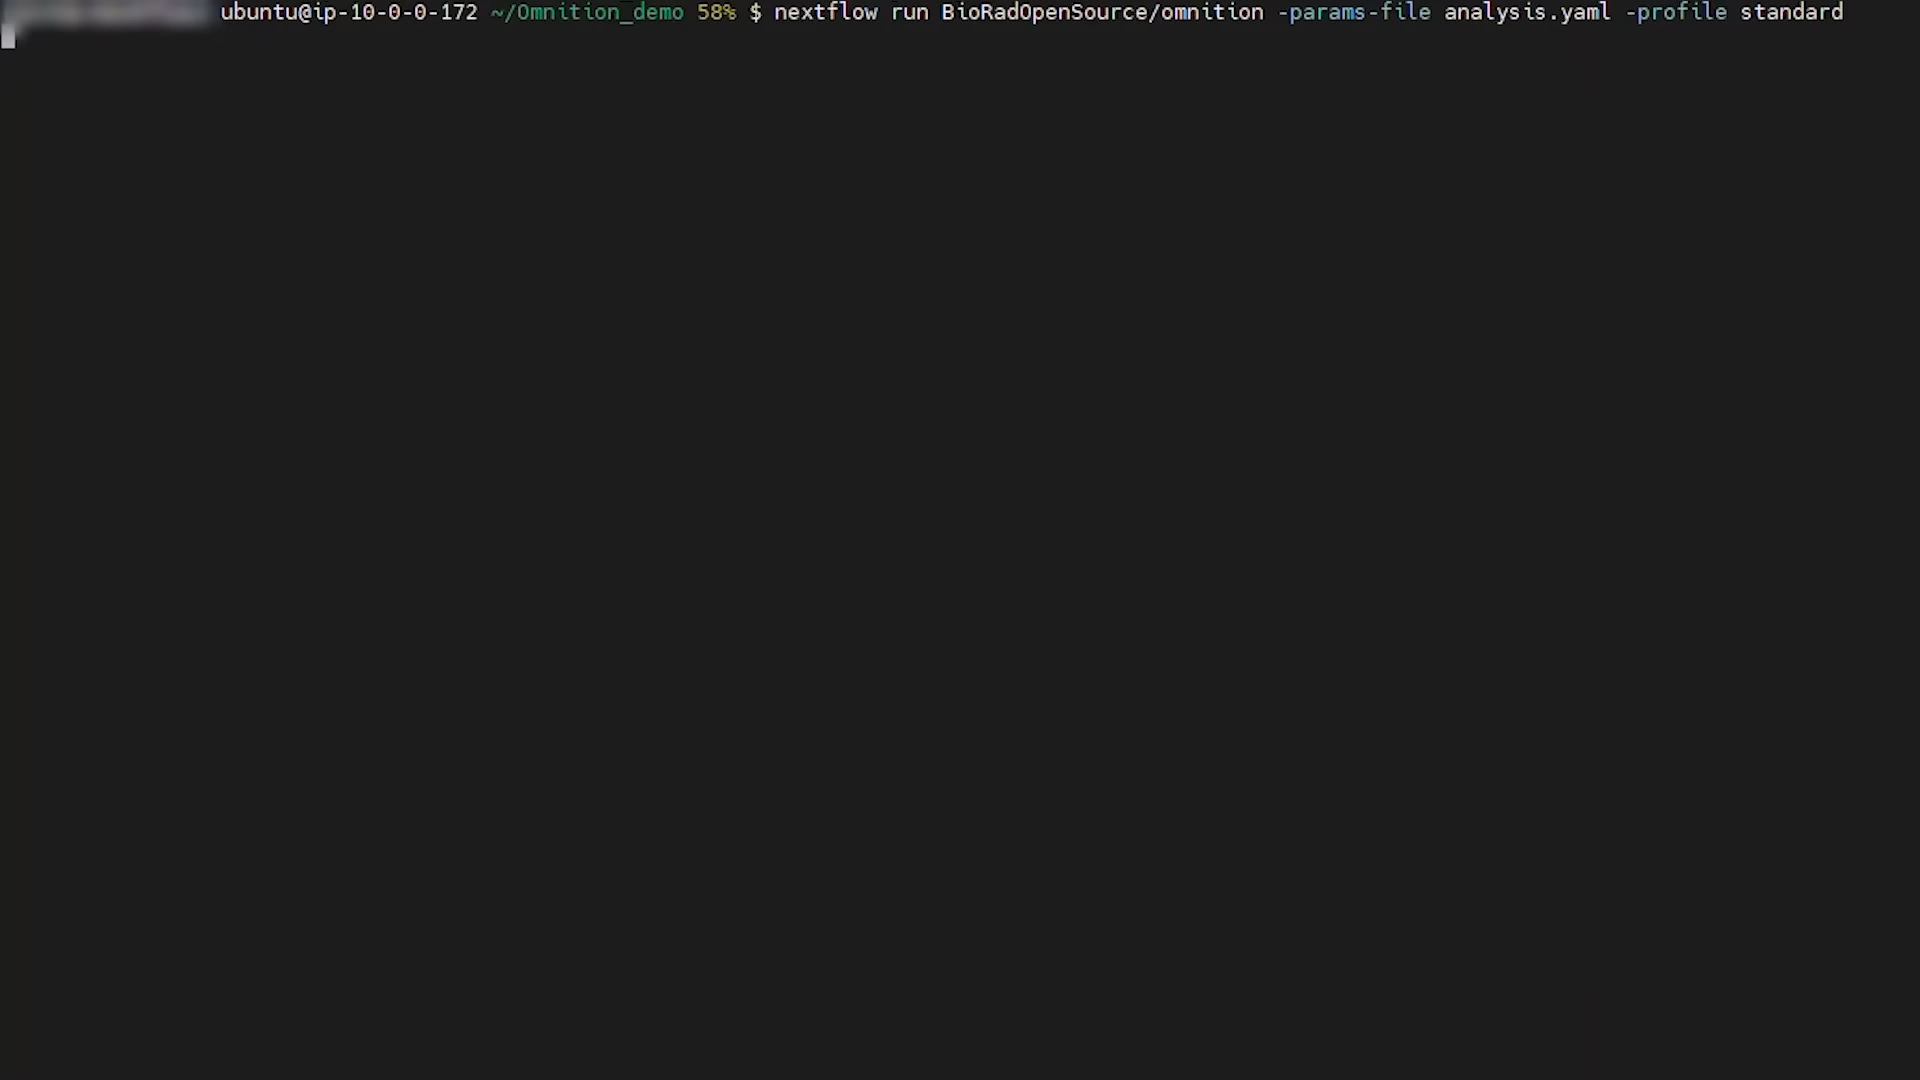 ubuntu@ip-10-0-0-172 ~/Omnition_demo 58% $ nextflow run BioRadOpenSource/omnition -params-file analysis.yaml -profile standard